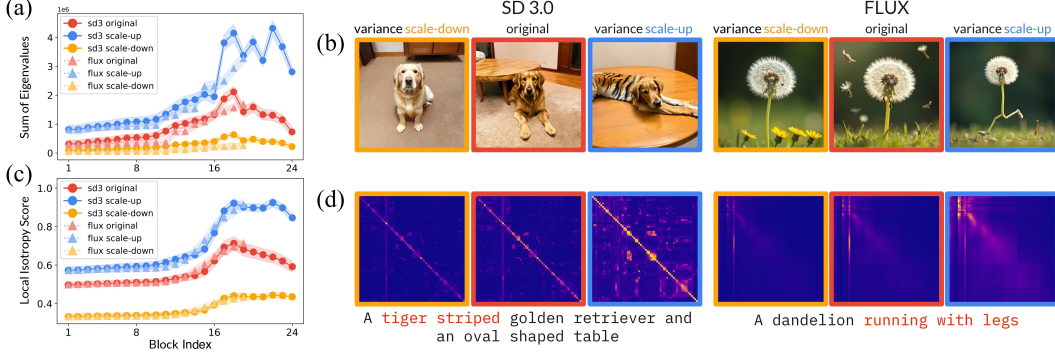 (a)
1e6
Sum of Eigenvalues
4
3
2
1
0
sd3 original
sd3 scale-up
sd3 scale-down
flux original
flux scale-up
flux scale-down
1 8 16 24
(c)
Local Isotropy Score
1.0
0.8
0.6
0.4
sd3 original
sd3 scale-up
sd3 scale-down
flux original
flux scale-up
flux scale-down
1 8 16 24
Block Index
SD 3.0
FLUX
(b)
variance scale-down original variance scale-up
variance scale-down original variance scale-up
(d)
A tiger striped golden retriever and
an oval shaped table
A dandelion running with legs